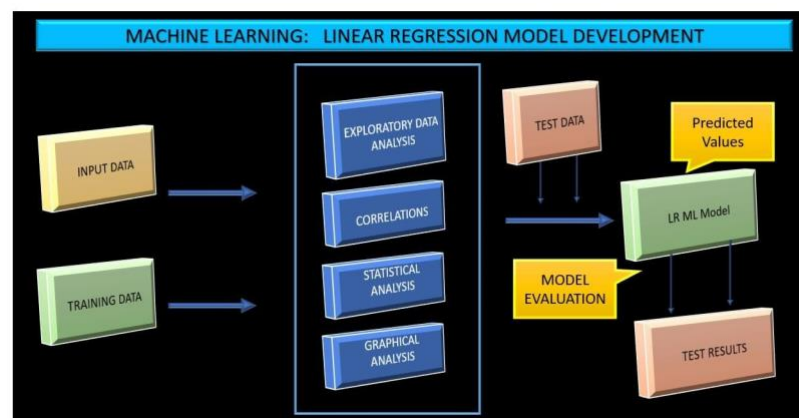 MACHINE LEARNING: LINEAR REGRESSION MODEL DEVELOPMENT
INPUT DATA
TRAINING DATA
EXPLORATORY DATA
ANALYSIS
CORRELATIONS
STATISTICAL
ANALYSIS
GRAPHICAL
ANALYSIS
TEST DATA
Predicted
Values
LR ML Model
MODEL
EVALUATION
TEST RESULTS